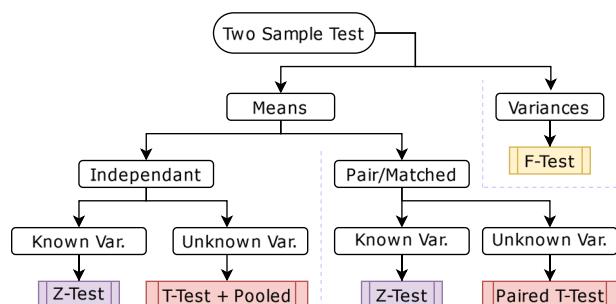 Two Sample Test
Means
Variances
F-Test
Independant
Pair/Matched
Known Var.
Unknown Var.
Known Var.
Unknown Var.
Z-Test
T-Test + Pooled
Z-Test
Paired T-Test